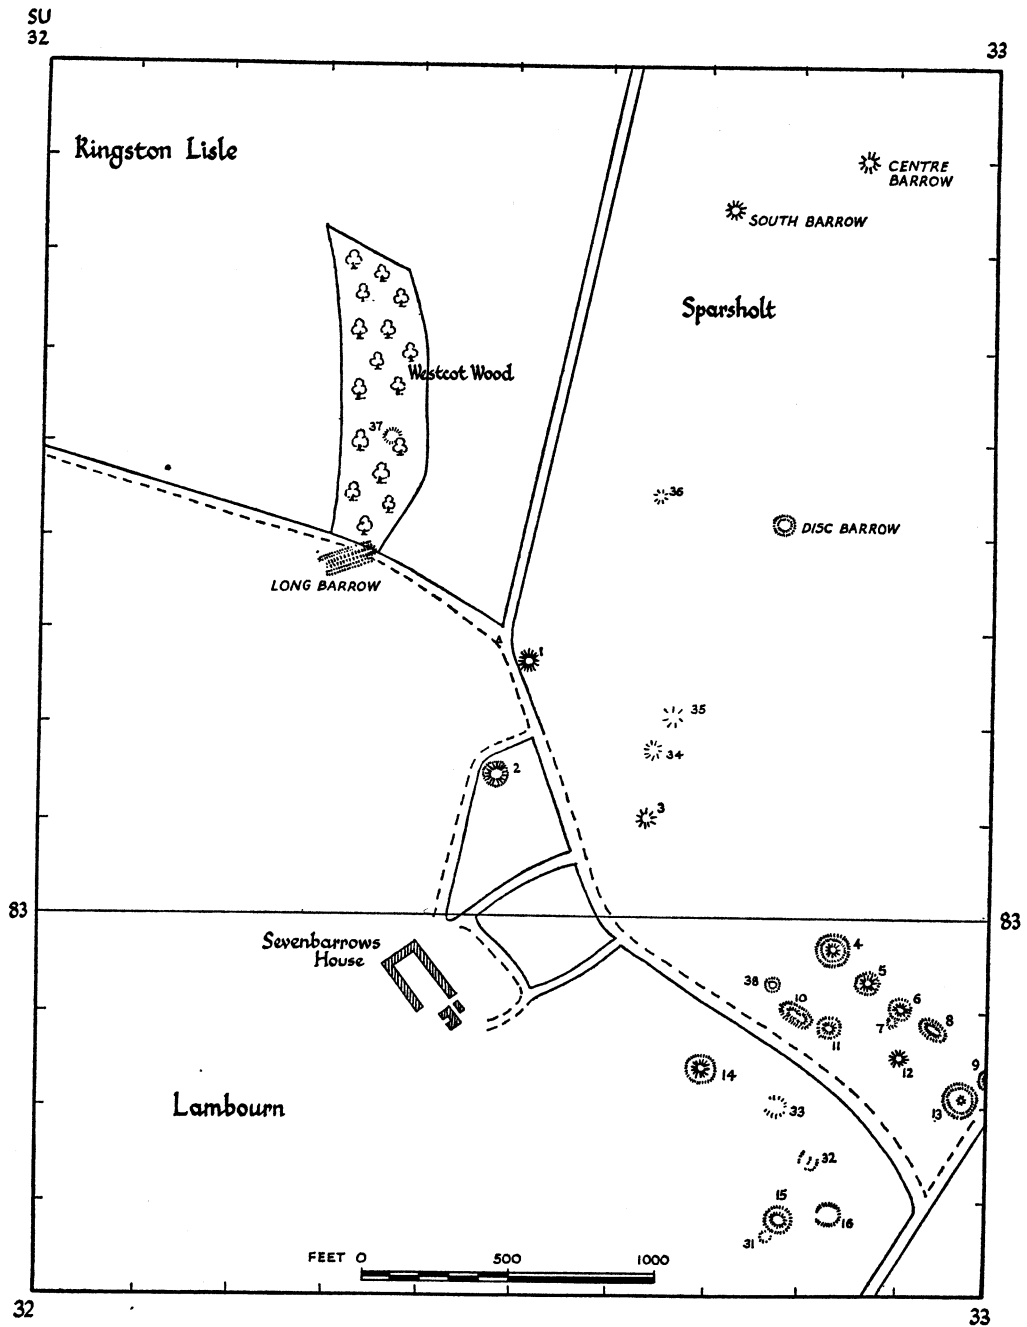 SU
32
33
Kingston Lisle
CENTRE
BARROW
SOUTH BARROW
Sparsholt
Westcot Wood
37
36
DISC BARROW
LONG BARROW
1
35
34
2
3
83
83
Sevenbarrows
House
4
5
38
10
6
7
8
11
12
9
14
13
33
Lambourn
32
15
16
31
FEET 0 500 1000
32
33